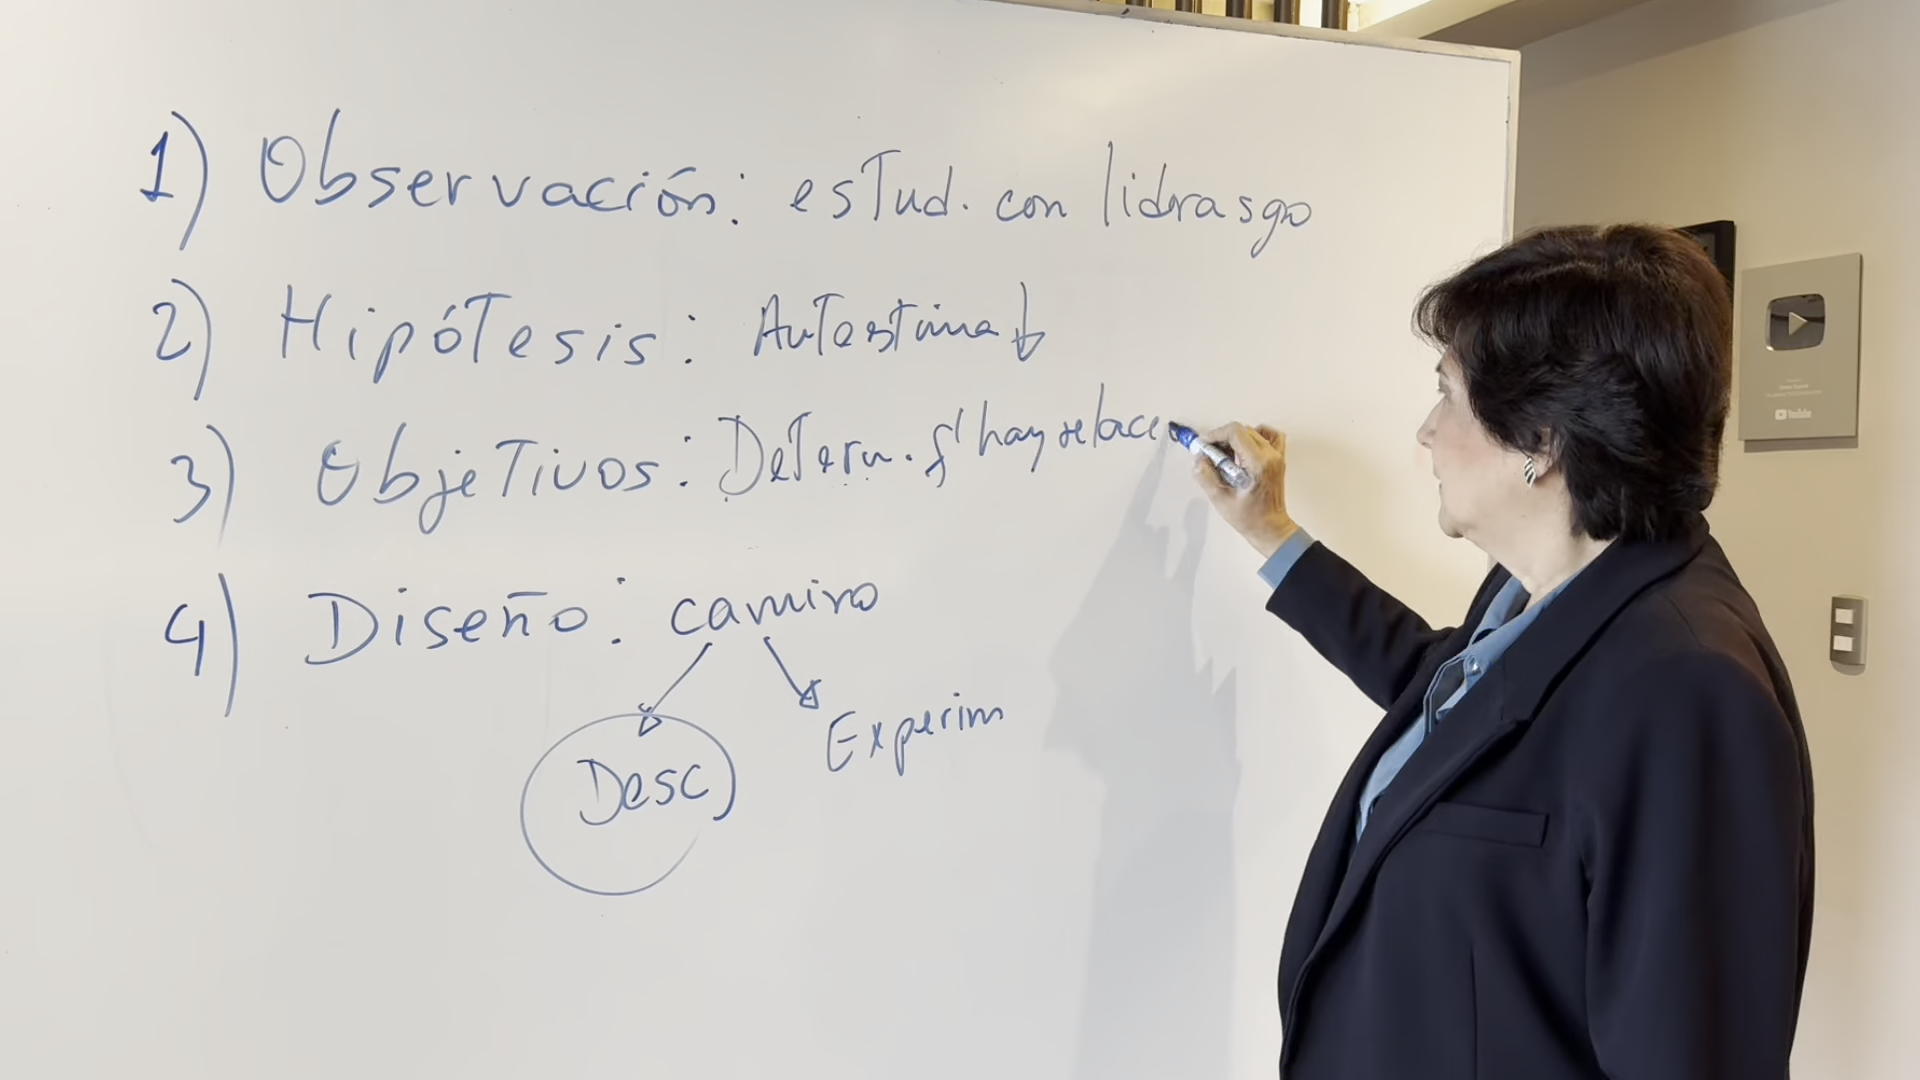 1) Observación: estud. con lidrasgo
2) Hipótesis: Autoestima ↓
3) Objetivos: Determ. si hay relac
4) Diseño: camino
Desc
Experim
YouTube